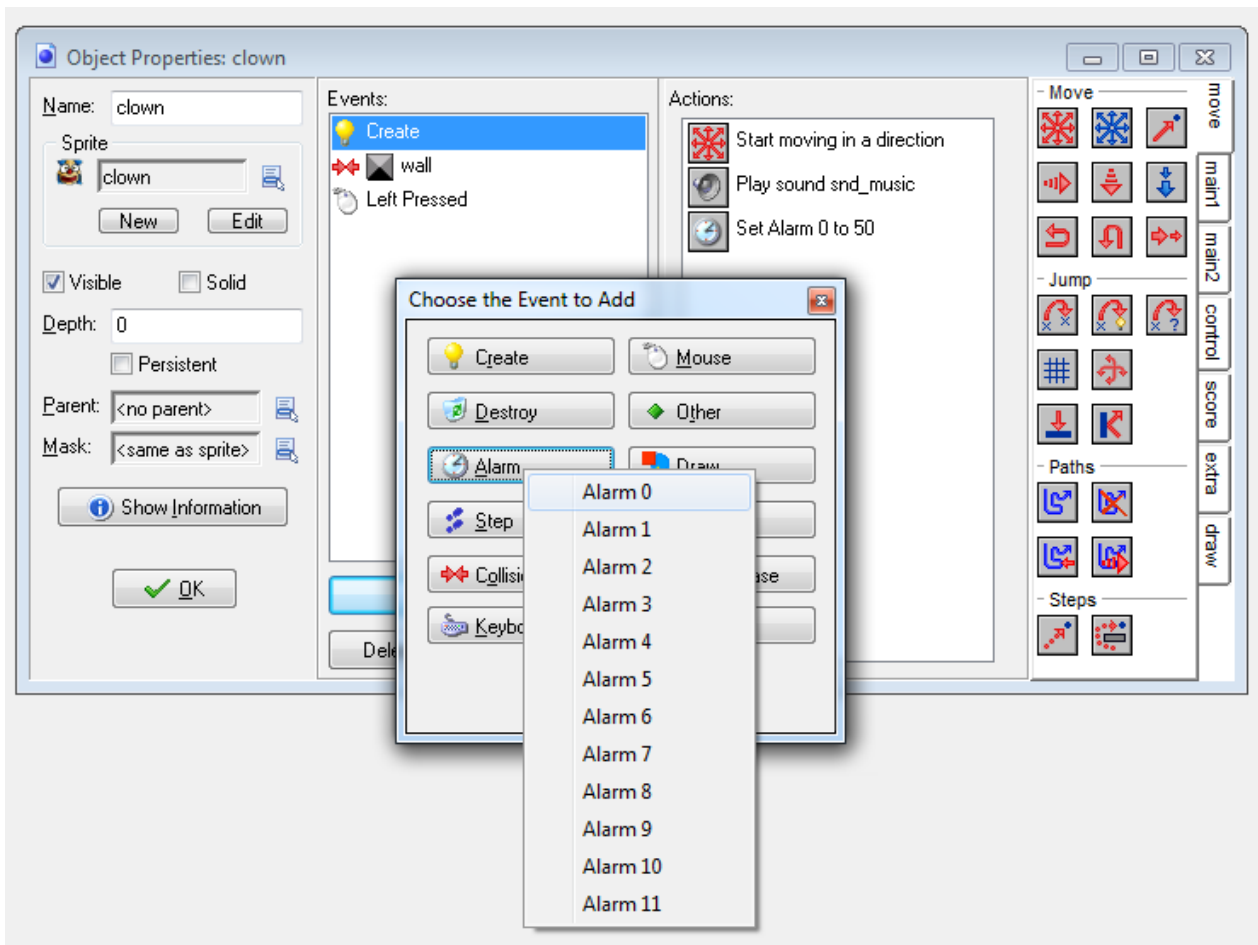 Object Properties: clown
Name: clown
Sprite
clown
New Edit
Visible Solid
Depth: 0
Persistent
Parent: <no parent>
Mask: <same as sprite>
Show Information
OK
Events:
Create
wall
Left Pressed
Actions:
Start moving in a direction
Play sound snd_music
Set Alarm 0 to 50
Choose the Event to Add
Create Mouse
Destroy Other
Alarm Draw
Step
Alarm 0
Alarm 1
Alarm 2
Alarm 3
Alarm 4
Alarm 5
Alarm 6
Alarm 7
Alarm 8
Alarm 9
Alarm 10
Alarm 11
Move
Jump
Paths
Steps
move
main1
main2
control
score
extra
draw